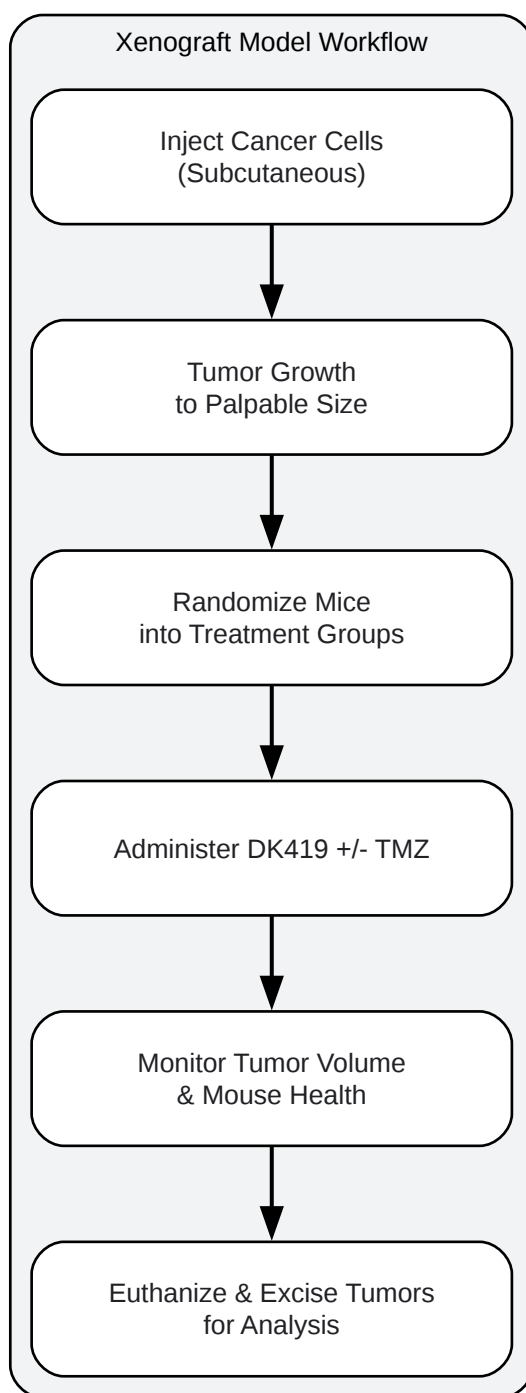 Xenograft Model Workflow
Inject Cancer Cells
(Subcutaneous)
Tumor Growth
to Palpable Size
Randomize Mice
into Treatment Groups
Administer DK419 +/- TMZ
Monitor Tumor Volume
& Mouse Health
Euthanize & Excise Tumors
for Analysis